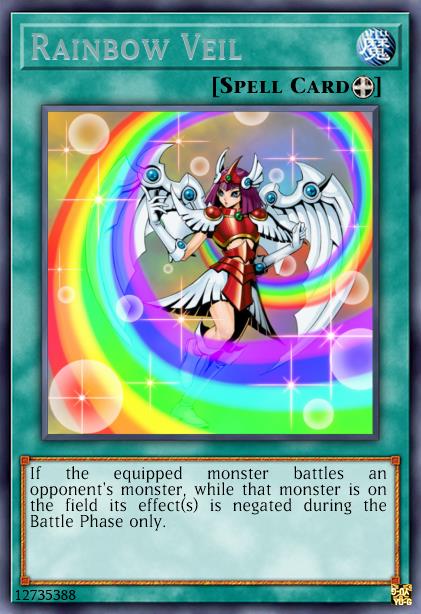 Rainbow Veil
魔
[Spell Card]
If the equipped monster battles an
opponent's monster, while that monster is on
the field its effect(s) is negated during the
Battle Phase only.
12735388